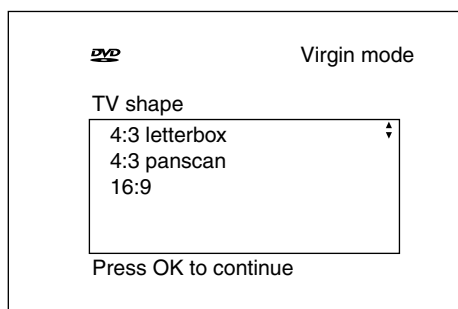 DVD
Virgin mode
TV shape
4:3 letterbox
4:3 panscan
16:9
Press OK to continue